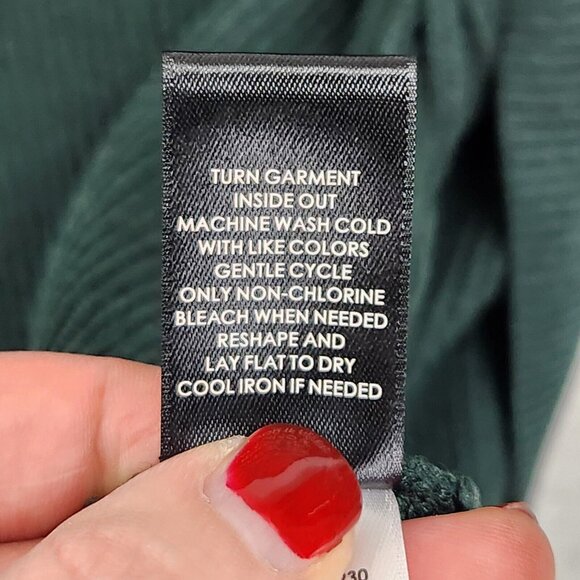 TURN GARMENT
INSIDE OUT
MACHINE WASH COLD
WITH LIKE COLORS
GENTLE CYCLE
ONLY NON-CHLORINE
BLEACH WHEN NEEDED
RESHAPE AND
LAY FLAT TO DRY
COOL IRON IF NEEDED